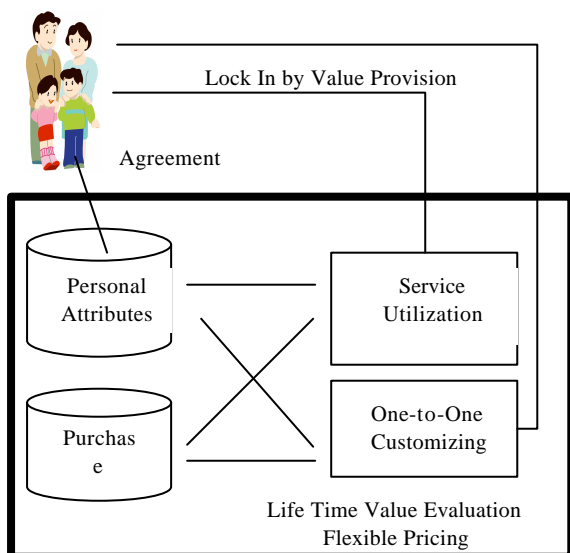 Lock In by Value Provision
Agreement
Personal
Attributes
Service
Utilization
Purchas
e
One-to-One
Customizing
Life Time Value Evaluation
Flexible Pricing